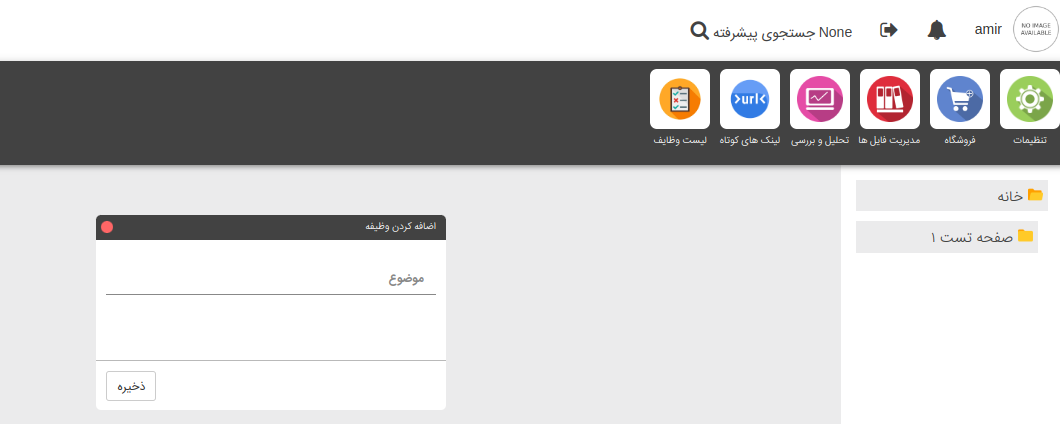 NO IMAGE
AVAILABLE
amir
None جستجوی پیشرفته
تنظیمات
فروشگاه
مدیریت فایل ها
تحلیل و بررسی
>url<
لینک های کوتاه
لیست وظایف
خانه
صفحه تست ۱
اضافه کردن وظیفه
موضوع
ذخیره